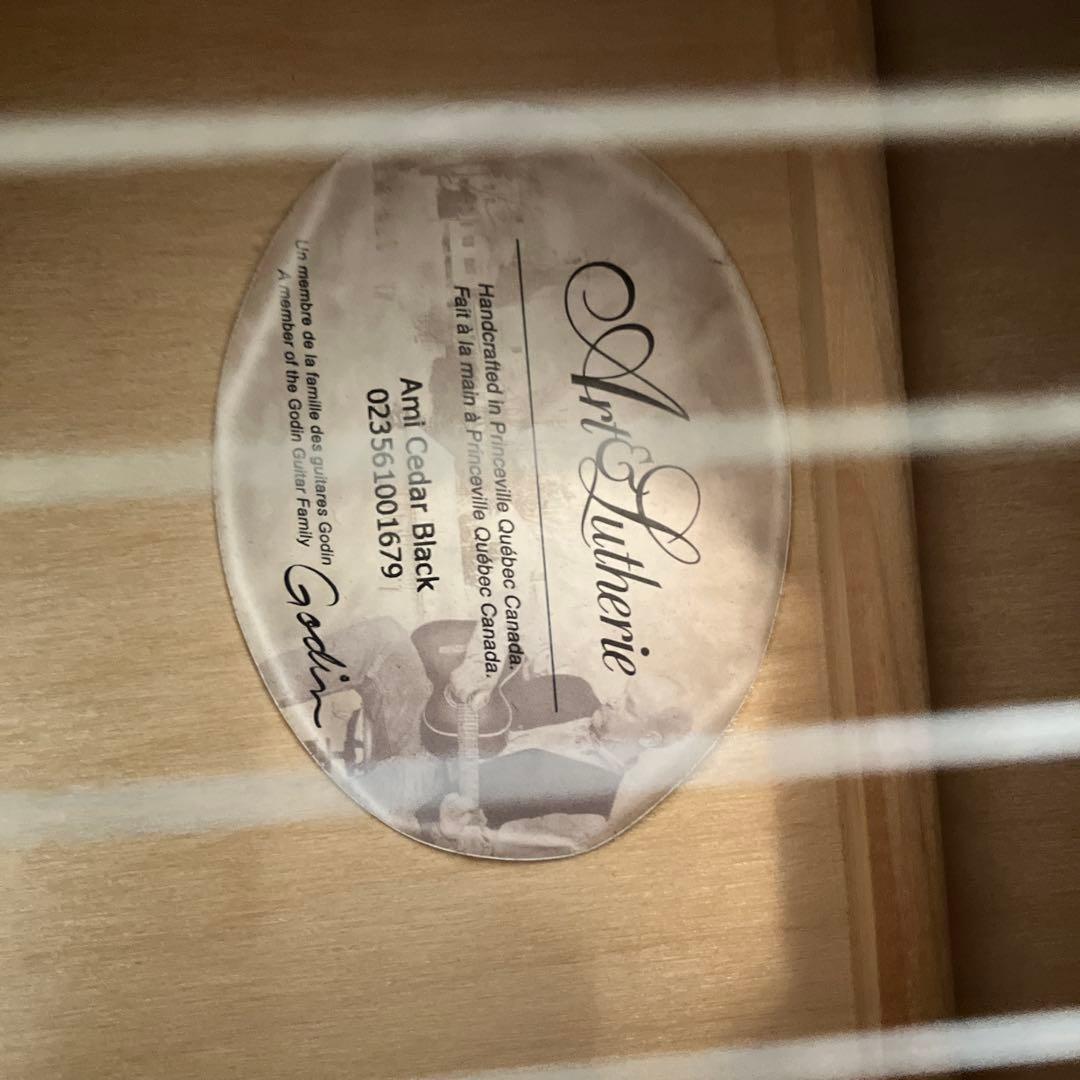 Art & Lutherie
Handcrafted in Princeville Québec Canada.
Fait à la main à Princeville Québec Canada.
Ami Cedar Black
023561001679
Un membre de la famille des guitares Godin
A member of the Godin Guitar Family
Godin